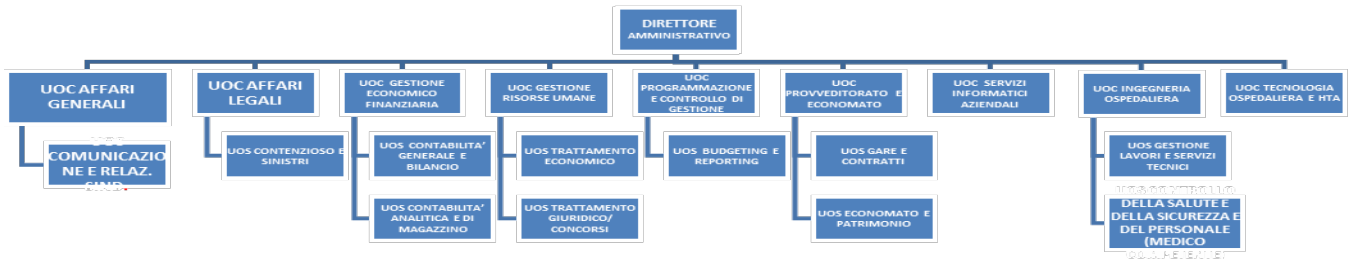 DIRETTORE
AMMINISTRATIVO
UOC AFFARI
GENERALI
UOC AFFARI
LEGALI
UOC GESTIONE
ECONOMICO
FINANZIARIA
UOC GESTIONE
RISORSE UMANE
UOC
PROGRAMMAZIONE
E CONTROLLO DI
GESTIONE
UOC
PROVVEDITORATO E
ECONOMATO
UOC SERVIZI
INFORMATICI
AZIENDALI
UOC INGEGNERIA
OSPEDALIERA
UOC TECNOLOGIA
OSPEDALIERA E HTA
COMUNICAZIO
NE E RELAZ.
SIND.
UOS CONTENZIOSO E
SINISTRI
UOS CONTABILITA'
GENERALE E
BILANCIO
UOS TRATTAMENTO
ECONOMICO
UOS BUDGETING E
REPORTING
UOS GARE E
CONTRATTI
UOS GESTIONE
LAVORI E SERVIZI
TECNICI
UOS CONTABILITA'
ANALITICA E DI
MAGAZZINO
UOS TRATTAMENTO
GIURIDICO/
CONCORSI
UOS ECONOMATO E
PATRIMONIO
DELLA SALUTE E
DELLA SICUREZZA E
DEL PERSONALE
(MEDICO